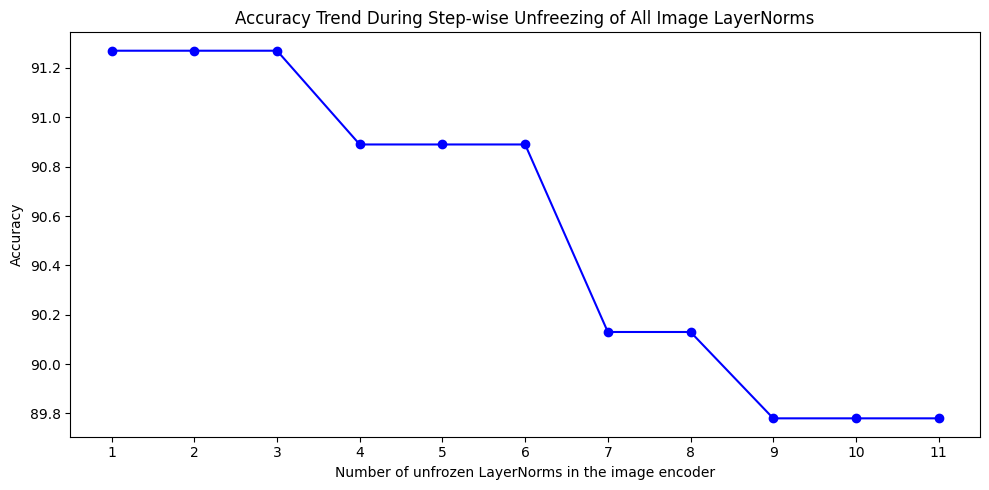 Accuracy Trend During Step-wise Unfreezing of All Image LayerNorms
91.2
91.0
90.8
90.6
90.4
90.2
90.0
89.8
Accuracy
1 2 3 4 5 6 7 8 9 10 11
Number of unfrozen LayerNorms in the image encoder